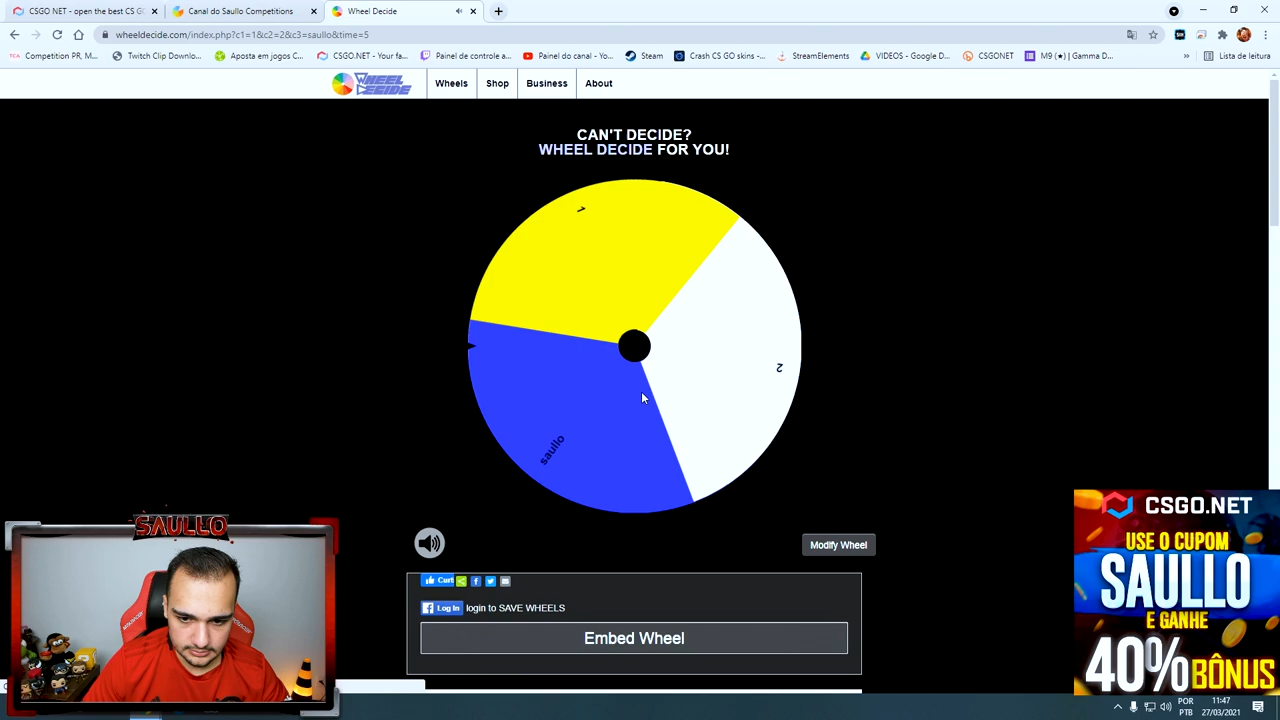 CSGO NET - open the best CS G
Canal do Saullo Competitions
Wheel Decide
wheeldecide.com/index.php?c1=1&c2=2&c3=saullo&time=5
Competition PR, M...
Twitch Clip Downlo...
Aposta em jogos C...
CSGO.NET - Your fa...
Painel de controle a...
Painel do canal - Yo...
Steam
Crash CS GO skins -...
StreamElements
VIDEOS - Google D...
CSGONET
M9 (★) | Gamma D...
»
Lista de leitura
WHEEL DECIDE
Wheels
Shop
Business
About
CAN'T DECIDE?
WHEEL DECIDE FOR YOU!
1
2
saullo
Modify Wheel
Curti
Log In
login to SAVE WHEELS
Embed Wheel
SAULLO
CSGO.NET
USE O CUPOM
SAULLO
E GANHE
40% BÔNUS
POR
PTB
11:47
27/03/2021